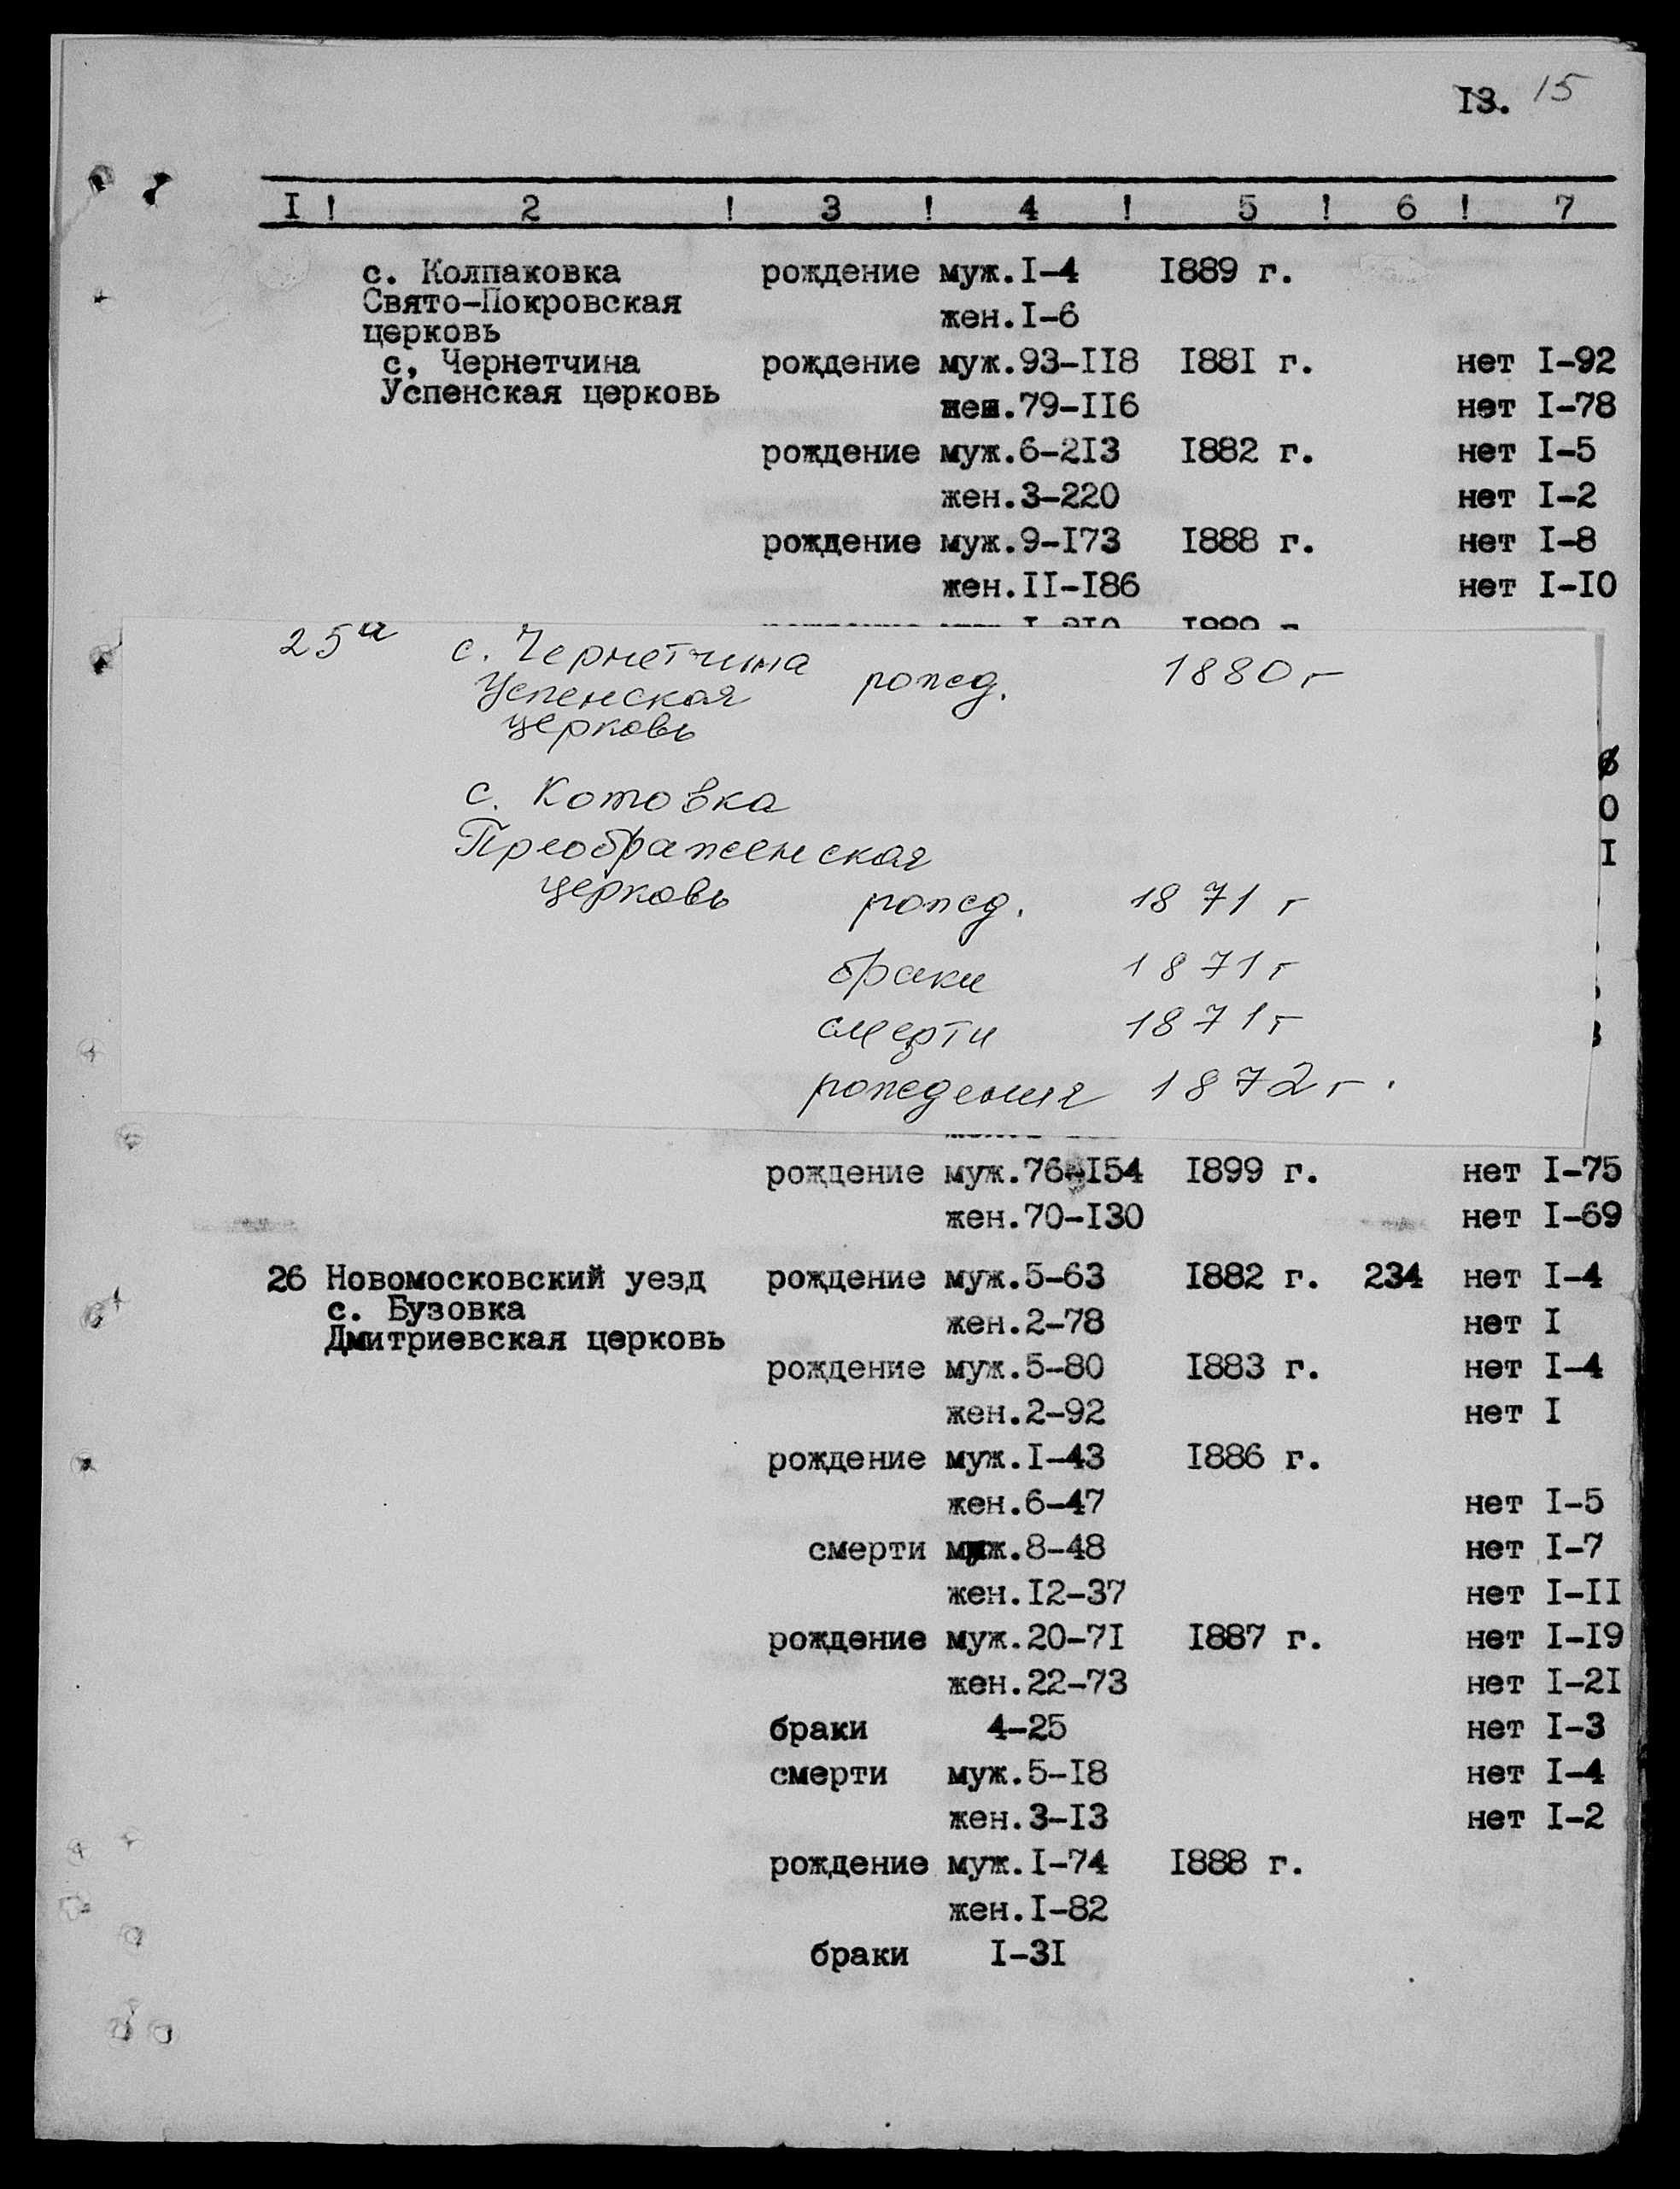 13. 15
I ! 2 ! 3 ! 4 ! 5 ! 6 ! 7
с. Колпаковка рождение муж.I-4 I889 г.
Свято-Покровская
жен.I-6
церковь
с. Чернетчина рождение муж.93-II8 I88I г. нет I-92
Успенская церковь
жен.79-II6 нет I-78
рождение муж.6-2I3 I882 г. нет I-5
жен.3-220 нет I-2
рождение муж.9-I73 I888 г. нет I-8
жен.II-I86 нет I-I0
25а с. Чернетчина рожд. 1880 г
Успенская
церковь
с. Котовка
Преображенская
церковь рожд. 1871 г
браки 1871 г
смерти 1871 г
рождения 1872 г.
рождение муж.76-I54 I899 г. нет I-75
жен.70-I30 нет I-69
26 Новомосковский уезд рождение муж.5-63 I882 г. 234 нет I-4
с. Бузовка
жен.2-78 нет I
Дмитриевская церковь
рождение муж.5-80 I883 г. нет I-4
жен.2-92 нет I
рождение муж.I-43 I886 г.
жен.6-47 нет I-5
смерти муж.8-48 нет I-7
жен.I2-37 нет I-II
рождение муж.20-7I I887 г. нет I-I9
жен.22-73 нет I-2I
браки 4-25 нет I-3
смерти муж.5-I8 нет I-4
жен.3-I3 нет I-2
рождение муж.I-74 I888 г.
жен.I-82
браки I-3I